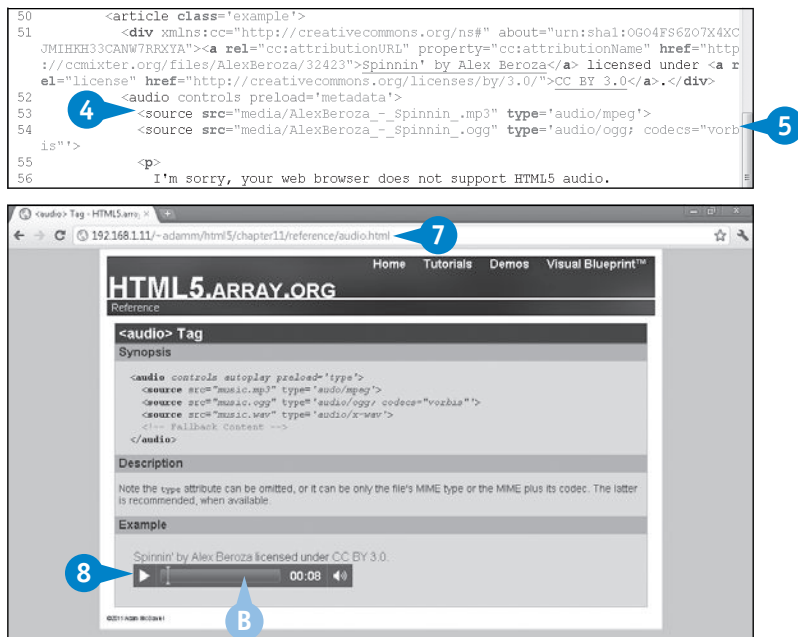 50 <article class='example'>
51 <div xmlns:cc="http://creativecommons.org/ns#" about="urn:sha1:OGO4FS6ZO7X4XC
JMIHKH33CANW7RRXYA"><a rel="cc:attributionURL" property="cc:attributionName" href="http
://ccmixter.org/files/AlexBeroza/32423">Spinnin' by Alex Beroza</a> licensed under <a r
el="license" href="http://creativecommons.org/licenses/by/3.0/">CC BY 3.0</a>.</div>
52 <audio controls preload='metadata'>
4
53 <source src="media/AlexBeroza_-_Spinnin_.mp3" type='audio/mpeg'>
54 <source src="media/AlexBeroza_-_Spinnin_.ogg" type='audio/ogg; codecs="vorb
5
is"'>
55 <p>
56 I'm sorry, your web browser does not support HTML5 audio.
<audio> Tag - HTML5.array
192.168.1.11/~adamm/html5/chapter11/reference/audio.html
7
Home Tutorials Demos Visual Blueprint™
HTML5.ARRAY.ORG
Reference
<audio> Tag
Synopsis
<audio controls autoplay preload='type'>
<source src="music.mp3" type='audo/mpeg'>
<source src="music.ogg" type='audio/ogg; codecs="vorbis"'>
<source src="music.wav" type='audio/x-wav'>
<!-- Fallback Content -->
</audio>
Description
Note the type attribute can be omitted, or it can be only the file's MIME type or the MIME plus its codec. The latter
is recommended, when available.
Example
Spinnin' by Alex Beroza licensed under CC BY 3.0.
8
00:08
B
©2011 Adam McDaniel